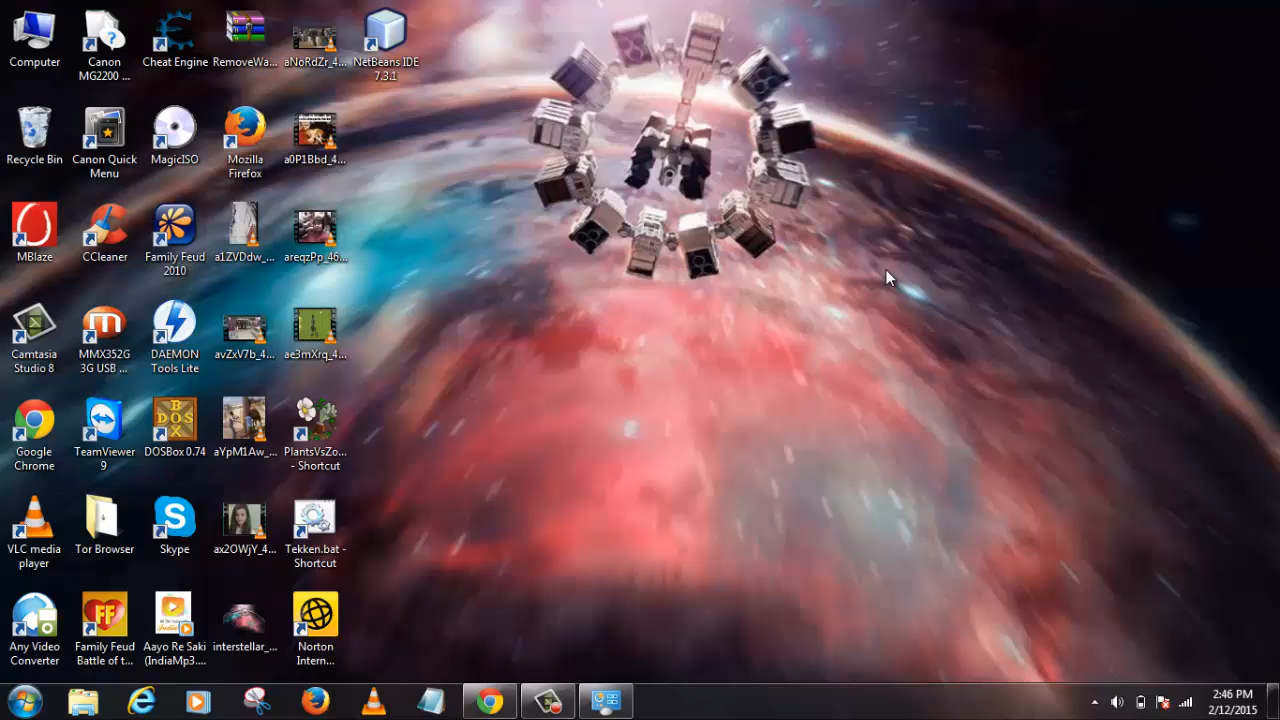 Computer
Canon
MG2200 ...
Cheat Engine
RemoveWa...
aNoRdZr_4...
NetBeans IDE
7.3.1
Recycle Bin
Canon Quick
Menu
MagicISO
Mozilla
Firefox
a0P1Bbd_4...
MBlaze
CCleaner
Family Feud
2010
a1ZVDdw_...
areqzPp_46...
Camtasia
Studio 8
MMX352G
3G USB ...
DAEMON
Tools Lite
avZxV7b_4...
ae3mXrq_4...
Google
Chrome
TeamViewer
9
DOSBox 0.74
aYpM1Aw_...
PlantsVsZo...
- Shortcut
VLC media
player
Tor Browser
Skype
ax2OWjY_4...
Tekken.bat -
Shortcut
Any Video
Converter
Family Feud
Battle of t...
Aayo Re Saki
(IndiaMp3....
interstellar_...
Norton
Intern...
2:46 PM
2/12/2015